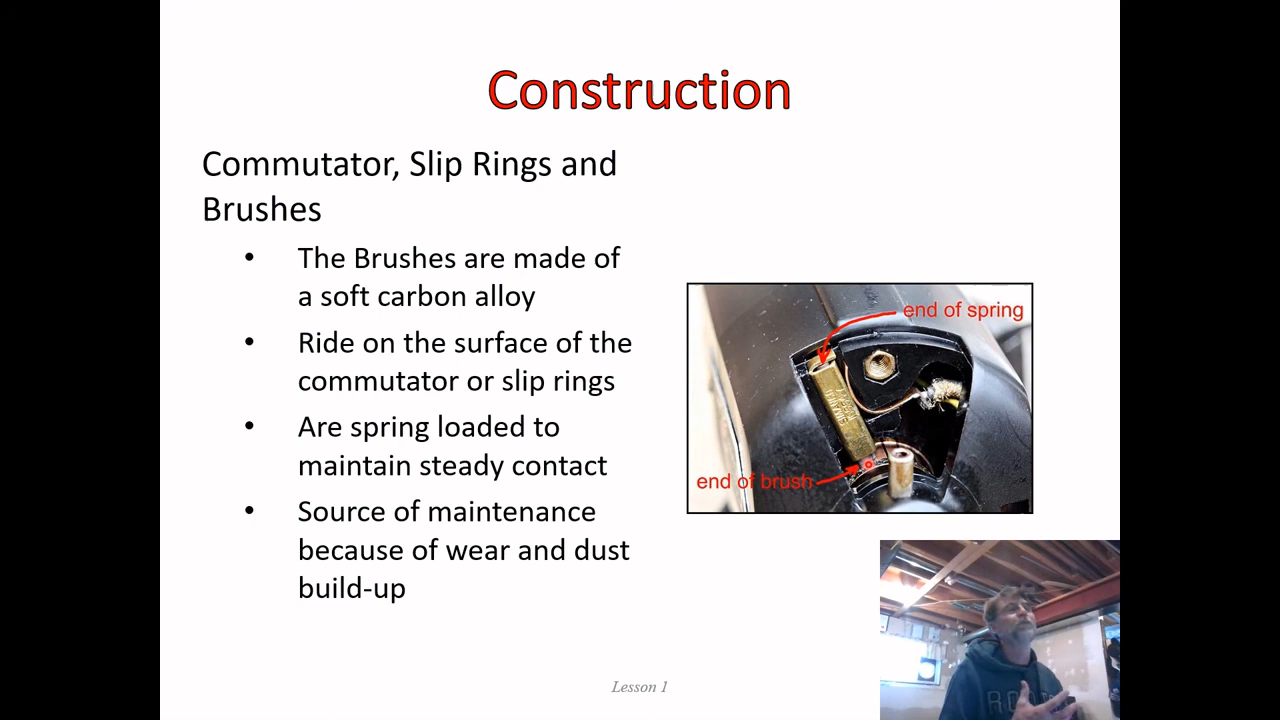 Construction
Commutator, Slip Rings and
Brushes
• The Brushes are made of
a soft carbon alloy
• Ride on the surface of the
commutator or slip rings
• Are spring loaded to
maintain steady contact
• Source of maintenance
because of wear and dust
build-up
end of spring
end of brush
Lesson 1